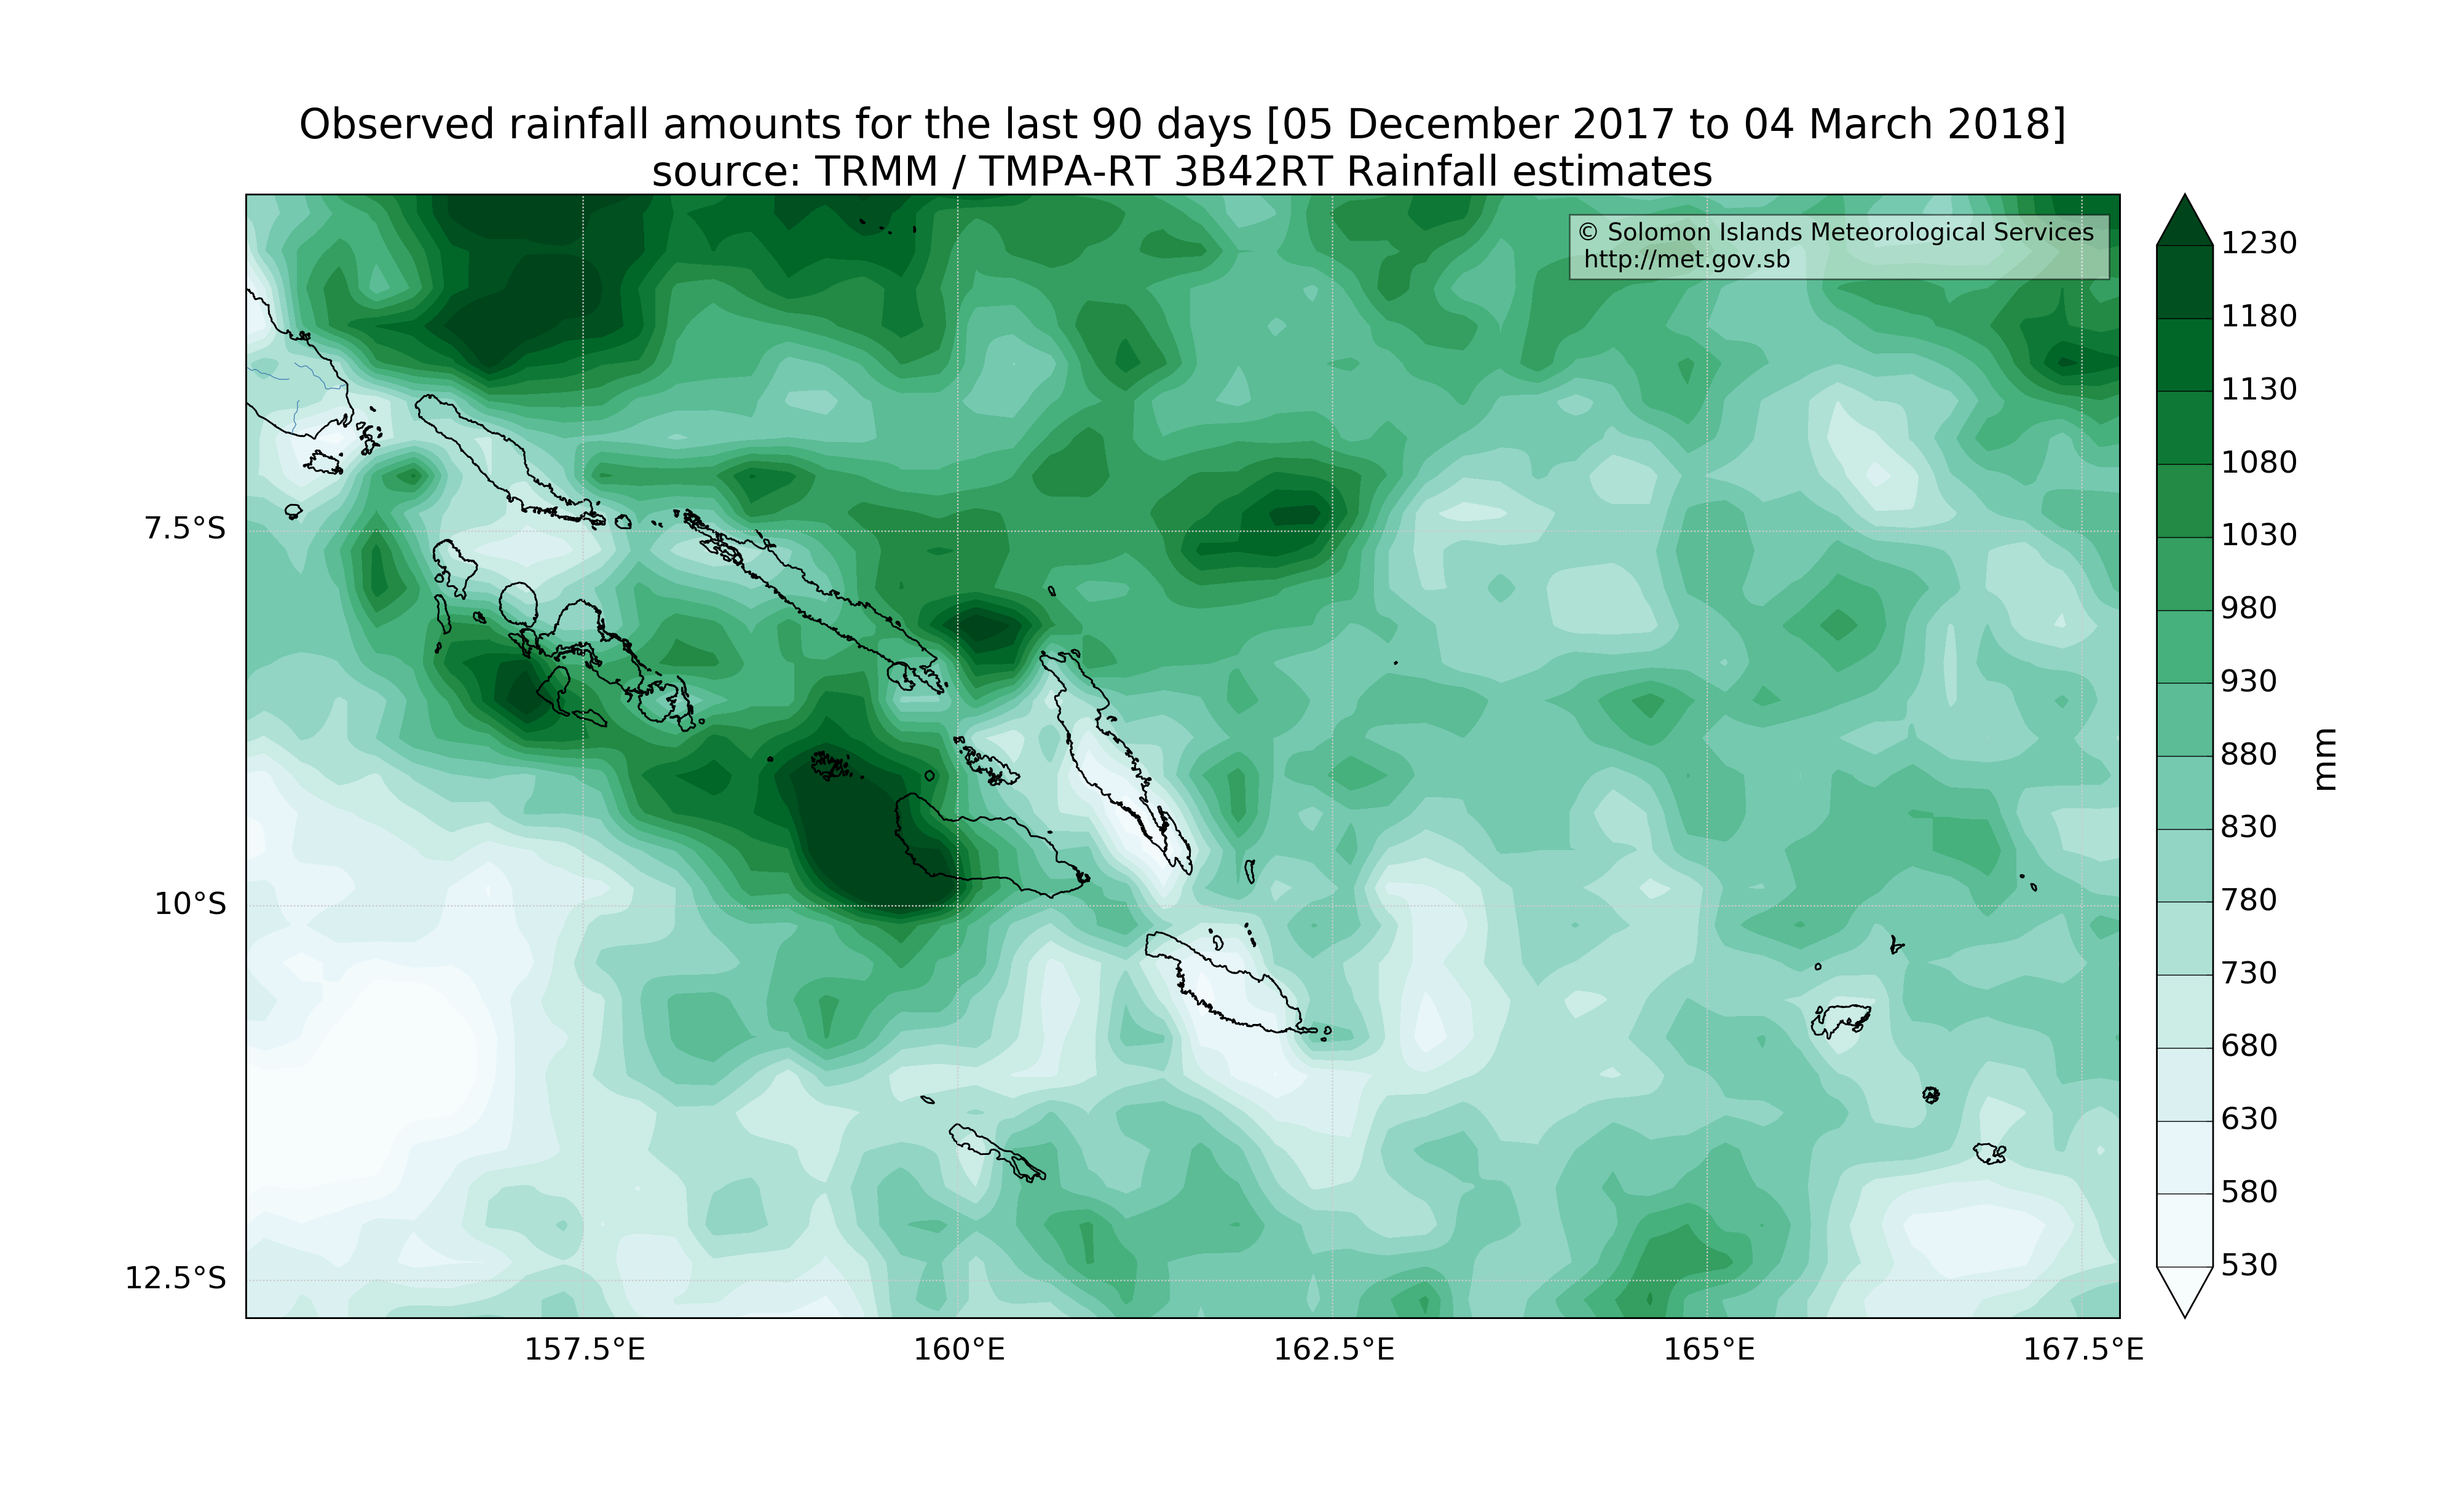 Observed rainfall amounts for the last 90 days [05 December 2017 to 04 March 2018]
source: TRMM / TMPA-RT 3B42RT Rainfall estimates
© Solomon Islands Meteorological Services
http://met.gov.sb
7.5°S
10°S
12.5°S
157.5°E
160°E
162.5°E
165°E
167.5°E
1230
1180
1130
1080
1030
980
930
880
830
780
730
680
630
580
530
mm